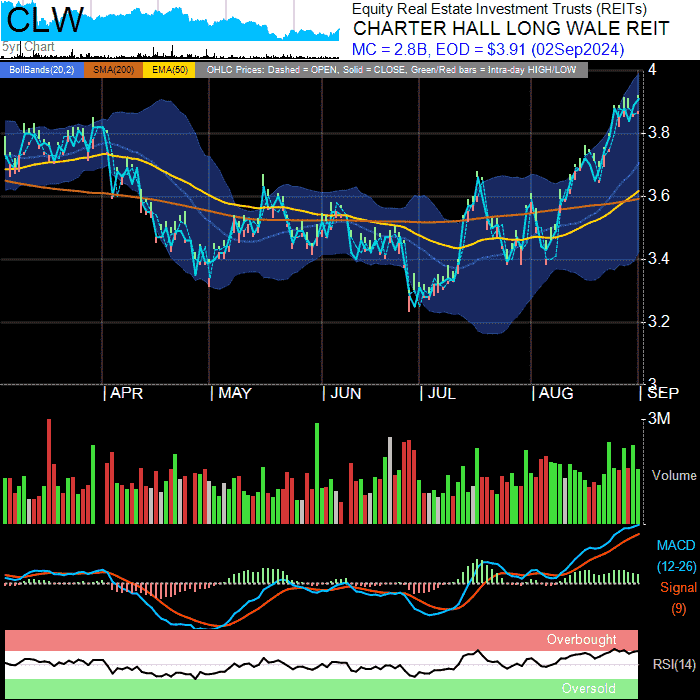 CLW
5yr Chart
Equity Real Estate Investment Trusts (REITs)
CHARTER HALL LONG WALE REIT
MC = 2.8B, EOD = $3.91 (02Sep2024)
BollBands(20,2) SMA(200) EMA(50) OHLC Prices: Dashed = OPEN, Solid = CLOSE, Green/Red bars = Intra-day HIGH/LOW
4
3.8
3.6
3.4
3.2
3
APR MAY JUN JUL AUG SEP
3M
Volume
MACD
(12-26)
Signal
(9)
Overbought
RSI(14)
Oversold